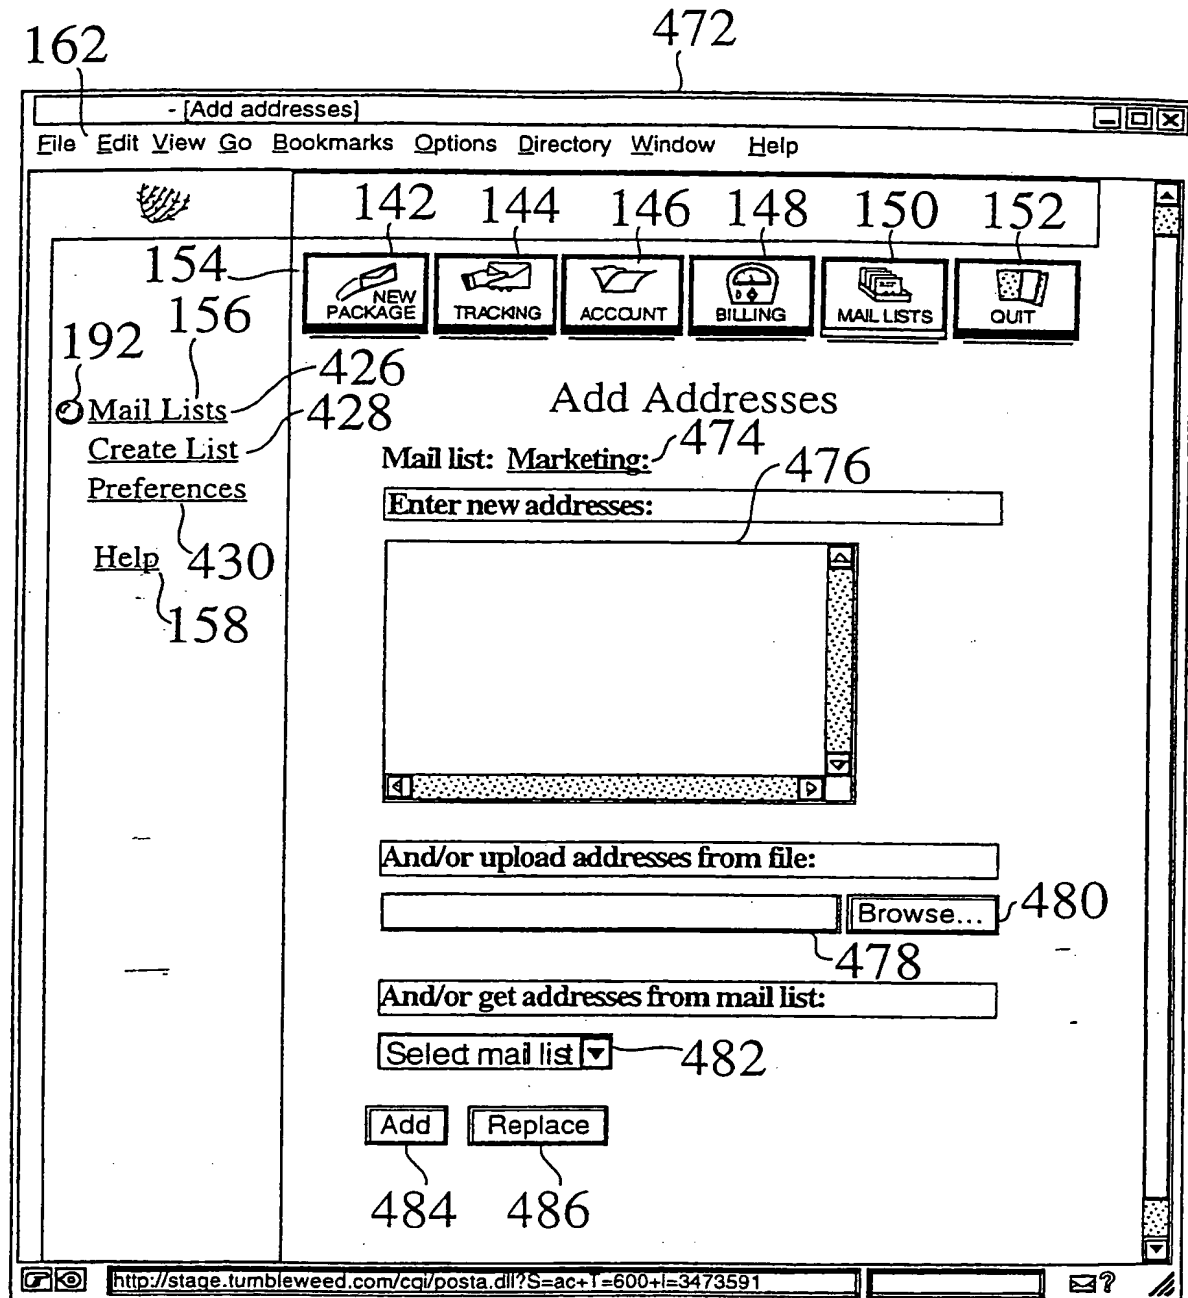 472
162
- [Add addresses]
File Edit View Go Bookmarks Options Directory Window Help
142 144 146 148 150 152
154
NEW PACKAGE TRACKING ACCOUNT BILLING MAIL LISTS QUIT
156
192
426
Mail Lists
Add Addresses
428
Create List
474
Mail list: Marketing:
476
Preferences
Enter new addresses:
Help
430
158
And/or upload addresses from file:
Browse...
480
478
And/or get addresses from mail list:
Select mail list
482
Add Replace
484 486
http://stage.tumbleweed.com/cgi/posta.dll?S=ac+T=600+I=3473591
?